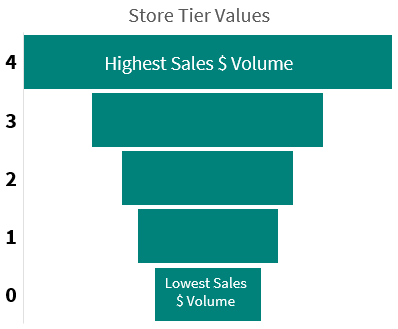 Store Tier Values
4
Highest Sales $ Volume
3
2
1
0
Lowest Sales
$ Volume